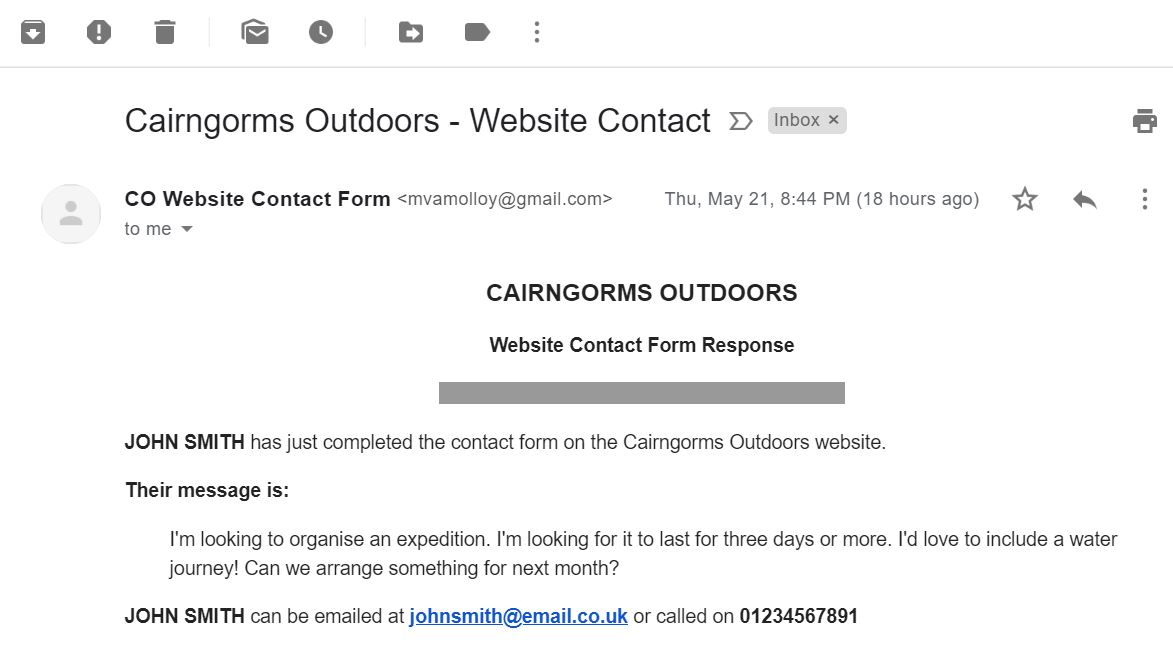 Cairngorms Outdoors - Website Contact Inbox ×
CO Website Contact Form <mvamolloy@gmail.com> Thu, May 21, 8:44 PM (18 hours ago)
to me
CAIRNGORMS OUTDOORS
Website Contact Form Response
JOHN SMITH has just completed the contact form on the Cairngorms Outdoors website.
Their message is:
I'm looking to organise an expedition. I'm looking for it to last for three days or more. I'd love to include a water
journey! Can we arrange something for next month?
JOHN SMITH can be emailed at johnsmith@email.co.uk or called on 01234567891